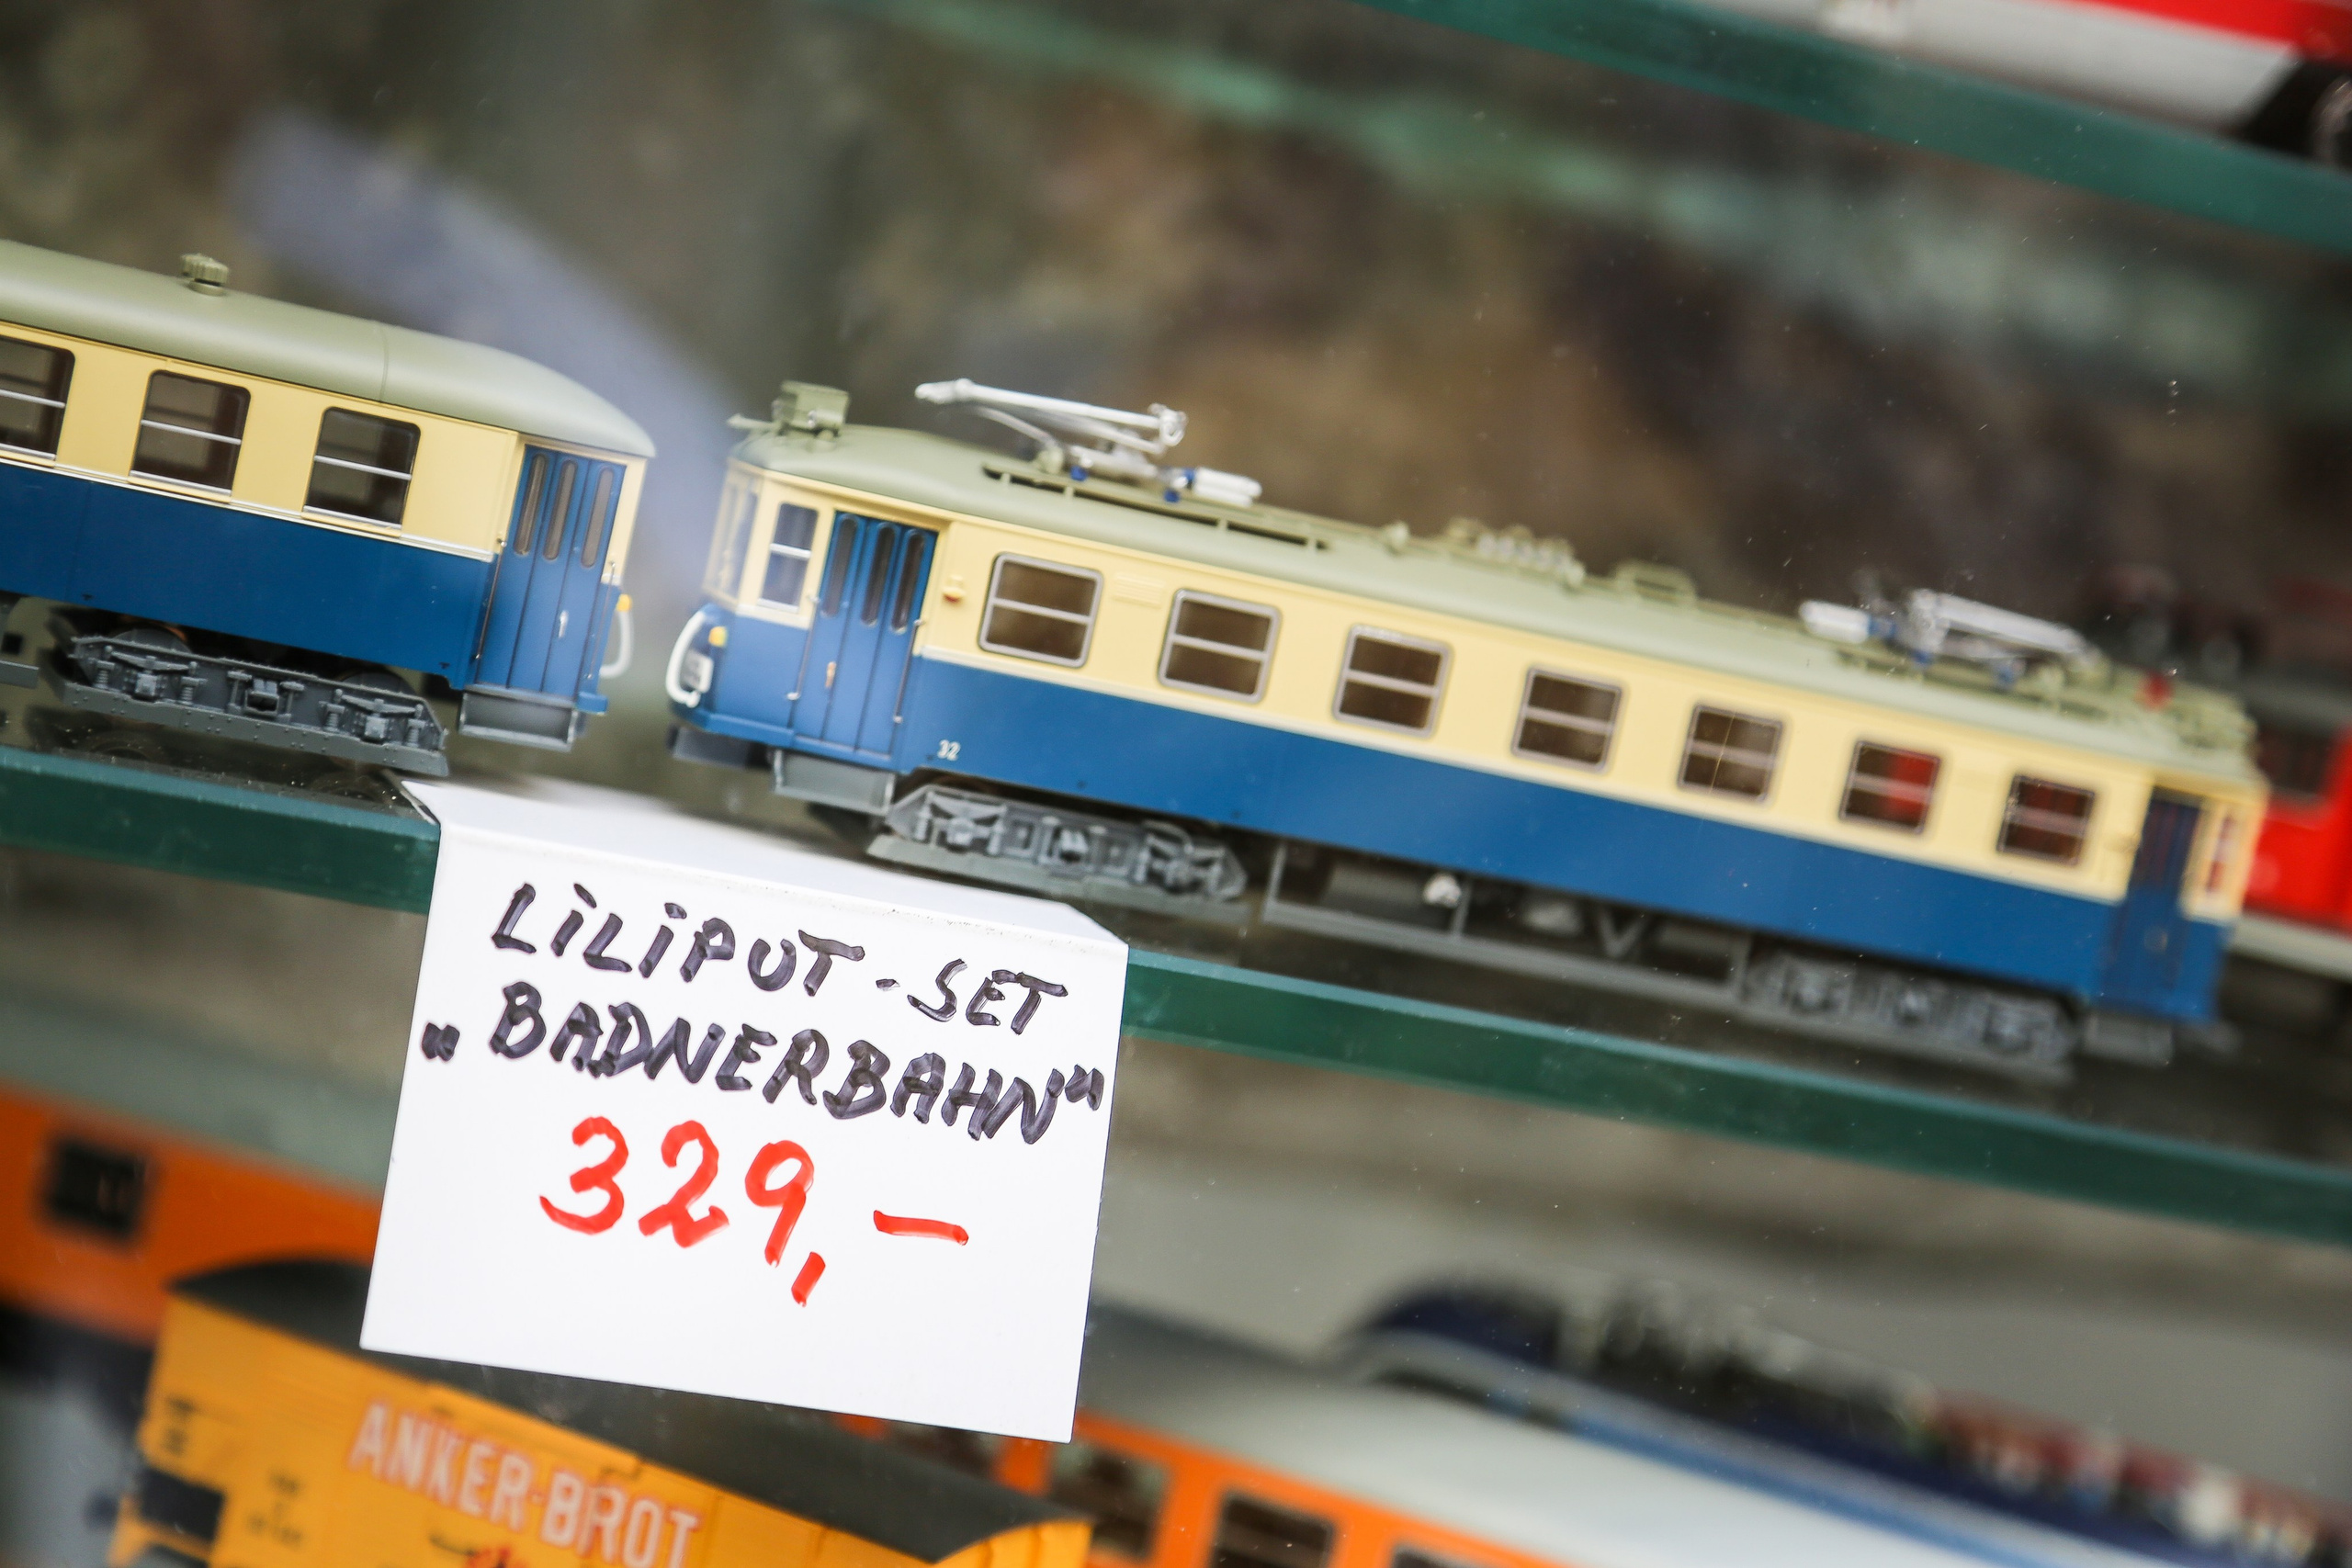 32
LILIPUT-SET
„BADNERBAHN“
329,-
ANKER-BROT